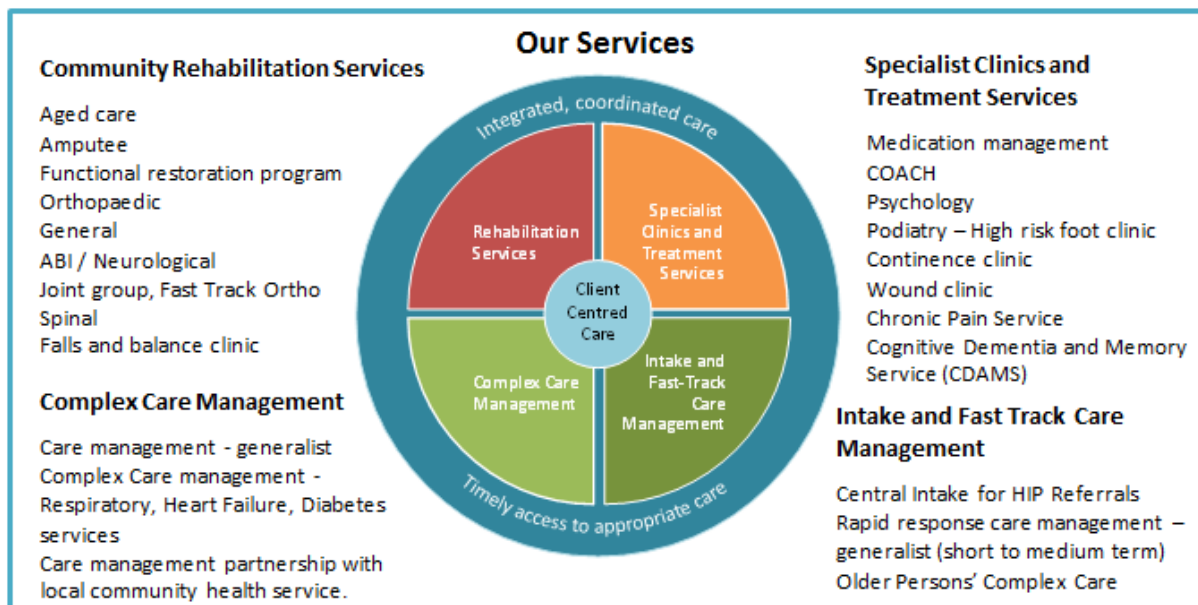 Our Services
Community Rehabilitation Services
Aged care
Amputee
Functional restoration program
Orthopaedic
General
ABI / Neurological
Joint group, Fast Track Ortho
Spinal
Falls and balance clinic
Complex Care Management
Care management - generalist
Complex Care management -
Respiratory, Heart Failure, Diabetes
services
Care management partnership with
local community health service.
Integrated, coordinated care
Rehabilitation
Services
Specialist
Clinics and
Treatment
Services
Client
Centred
Care
Complex Care
Management
Intake and
Fast-Track
Care
Management
Timely access to appropriate care
Specialist Clinics and
Treatment Services
Medication management
COACH
Psychology
Podiatry – High risk foot clinic
Continence clinic
Wound clinic
Chronic Pain Service
Cognitive Dementia and Memory
Service (CDAMS)
Intake and Fast Track Care
Management
Central Intake for HIP Referrals
Rapid response care management –
generalist (short to medium term)
Older Persons' Complex Care